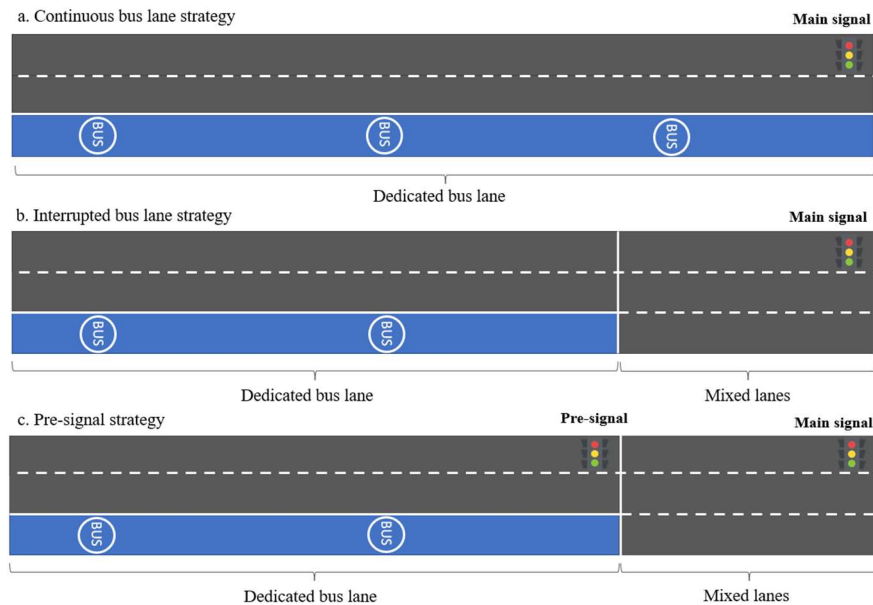 a. Continuous bus lane strategy
Main signal
BUS BUS BUS
Dedicated bus lane
b. Interrupted bus lane strategy
Main signal
BUS BUS
Dedicated bus lane Mixed lanes
c. Pre-signal strategy
Pre-signal
Main signal
BUS BUS
Dedicated bus lane Mixed lanes